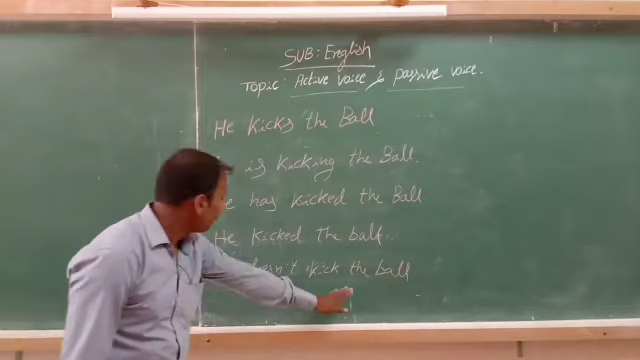 SUB: English
Topic: Active voice & passive voice.
He Kicks the Ball
is Kicking the Ball.
has kicked the Ball
He Kicked the ball.
kick the ball